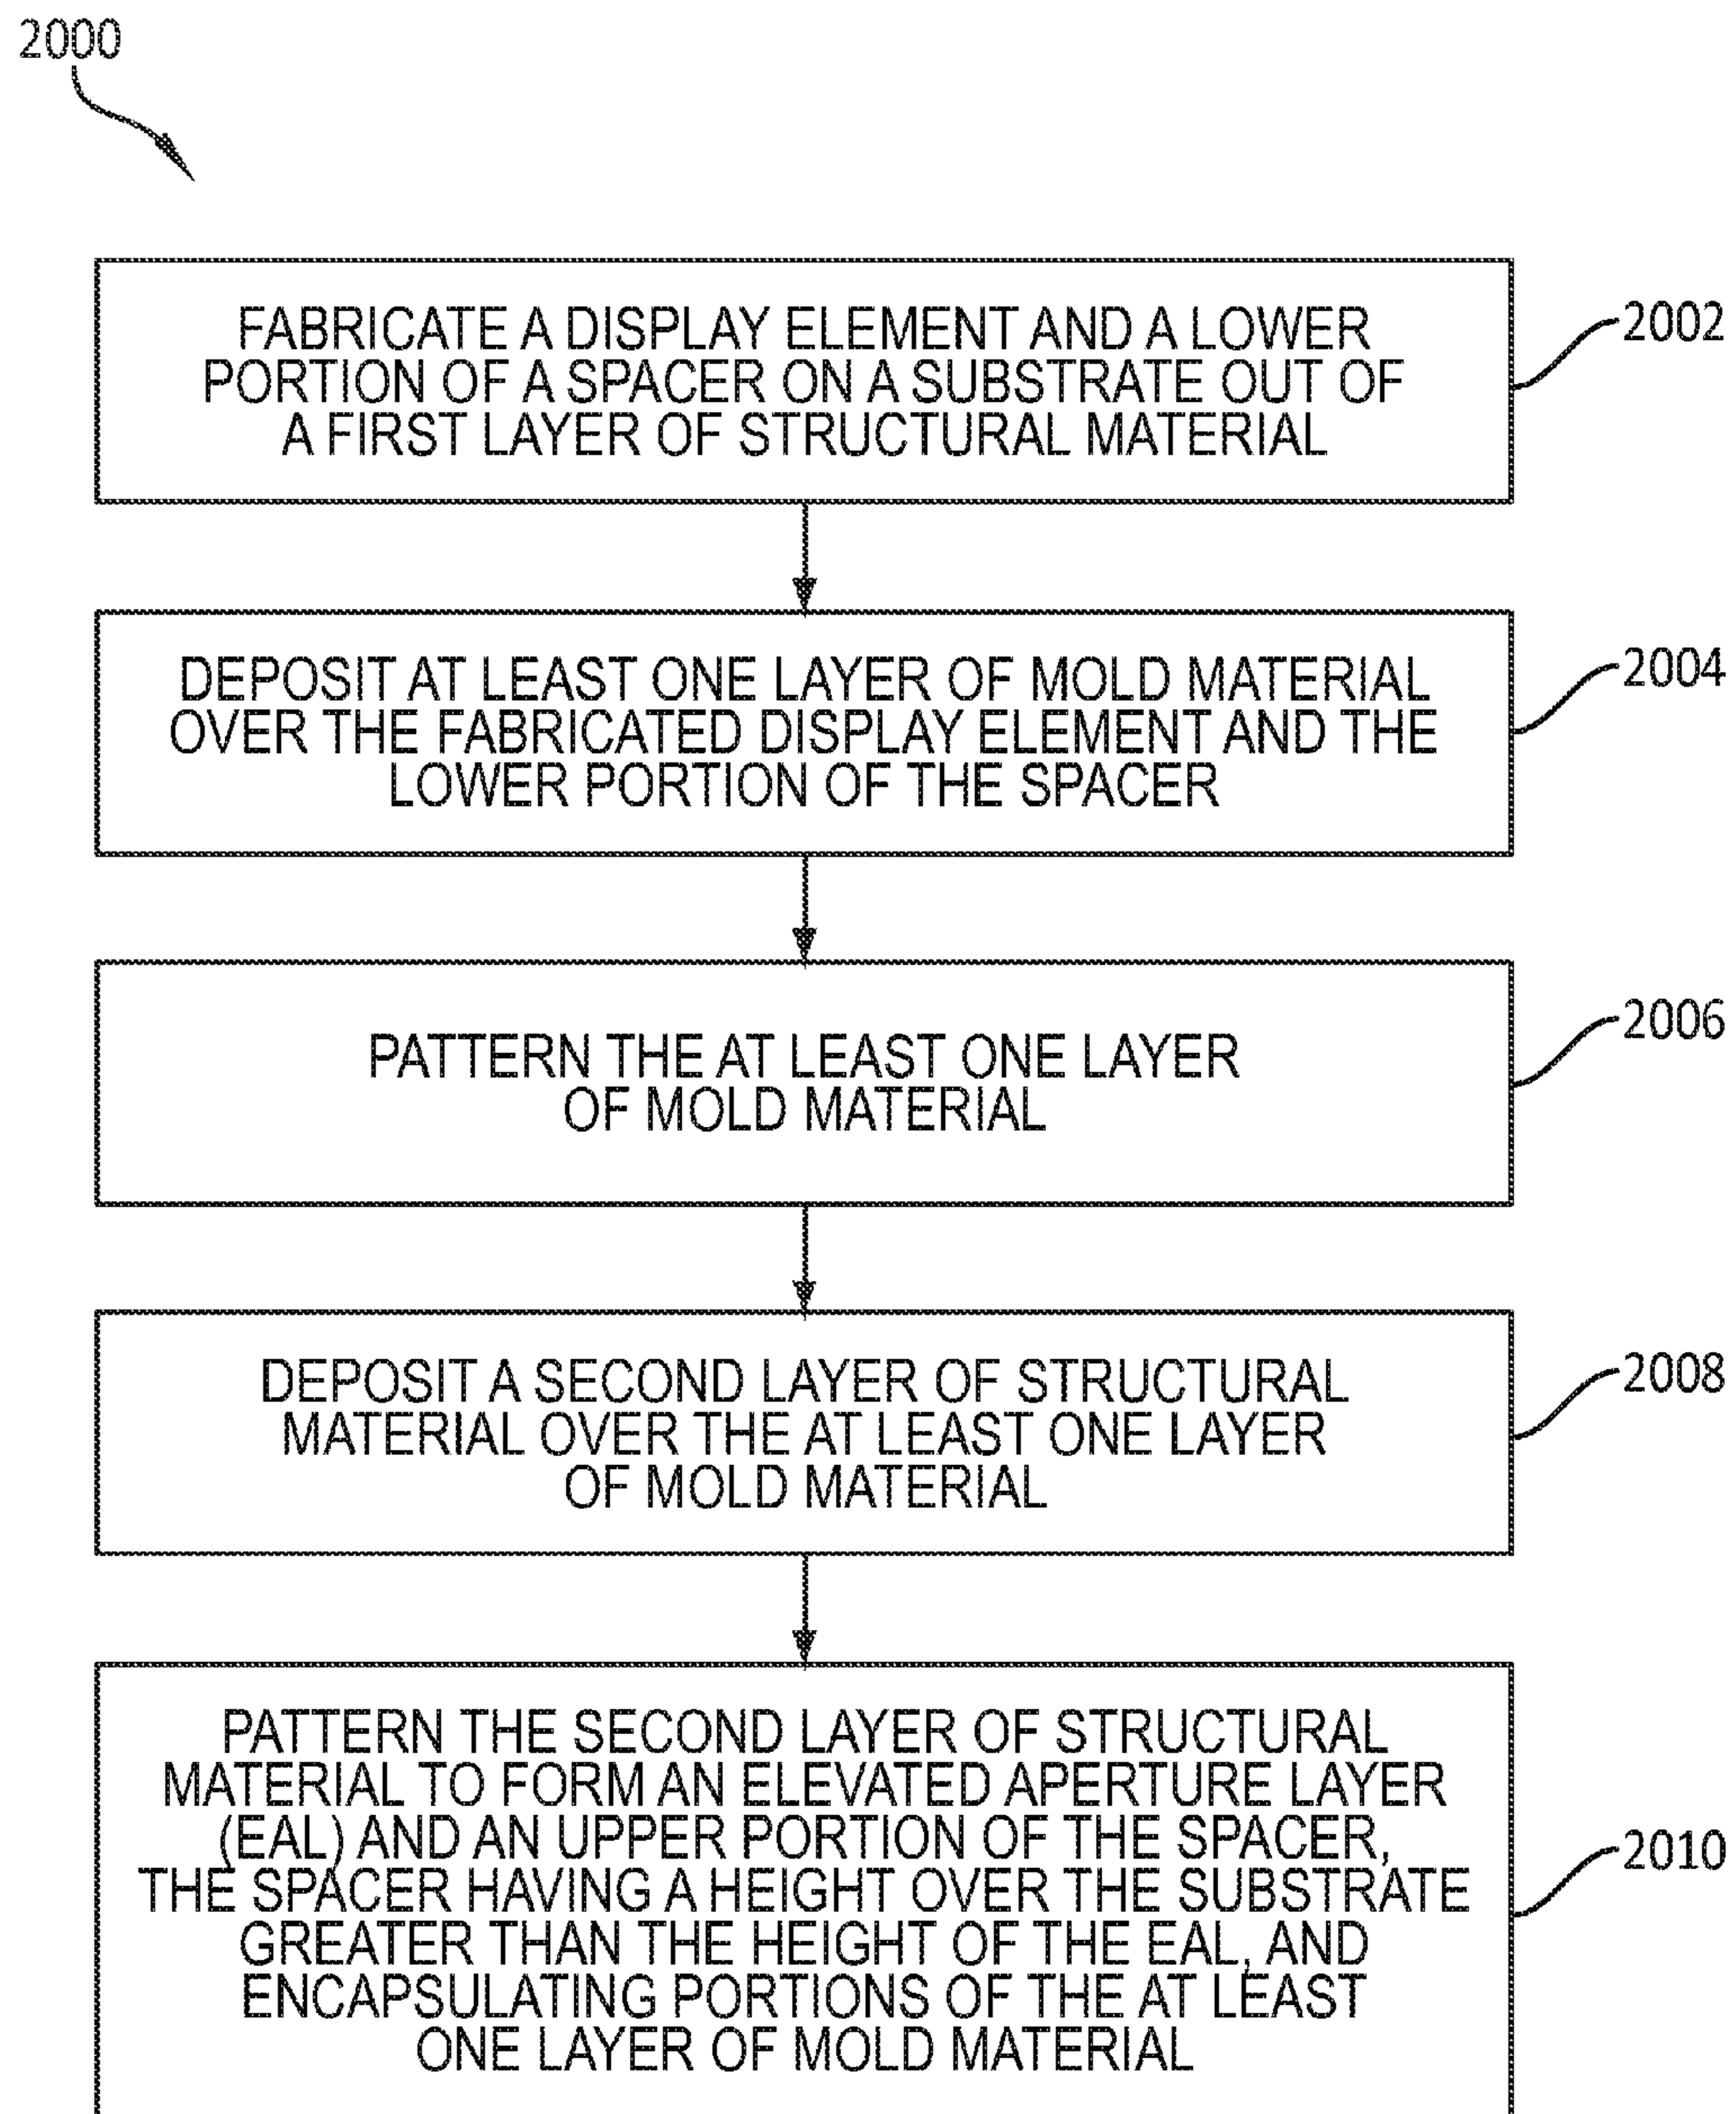 2000
FABRICATE A DISPLAY ELEMENT AND A LOWER
PORTION OF A SPACER ON A SUBSTRATE OUT OF
A FIRST LAYER OF STRUCTURAL MATERIAL
2002
DEPOSIT AT LEAST ONE LAYER OF MOLD MATERIAL
OVER THE FABRICATED DISPLAY ELEMENT AND THE
LOWER PORTION OF THE SPACER
2004
PATTERN THE AT LEAST ONE LAYER
OF MOLD MATERIAL
2006
DEPOSIT A SECOND LAYER OF STRUCTURAL
MATERIAL OVER THE AT LEAST ONE LAYER
OF MOLD MATERIAL
2008
PATTERN THE SECOND LAYER OF STRUCTURAL
MATERIAL TO FORM AN ELEVATED APERTURE LAYER
(EAL) AND AN UPPER PORTION OF THE SPACER,
THE SPACER HAVING A HEIGHT OVER THE SUBSTRATE
GREATER THAN THE HEIGHT OF THE EAL, AND
ENCAPSULATING PORTIONS OF THE AT LEAST
ONE LAYER OF MOLD MATERIAL
2010